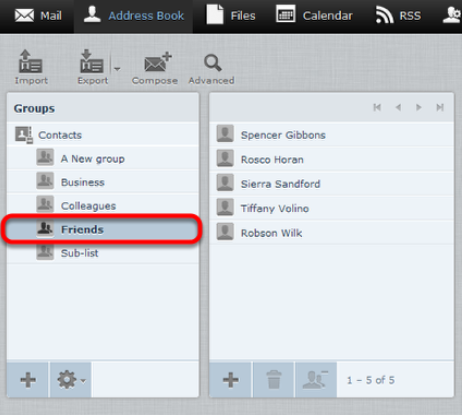 Mail Address Book Files Calendar RSS
Import Export Compose Advanced
Groups
Contacts
A New group
Business
Colleagues
Friends
Sub-list
Spencer Gibbons
Rosco Horan
Sierra Sandford
Tiffany Volino
Robson Wilk
1 – 5 of 5